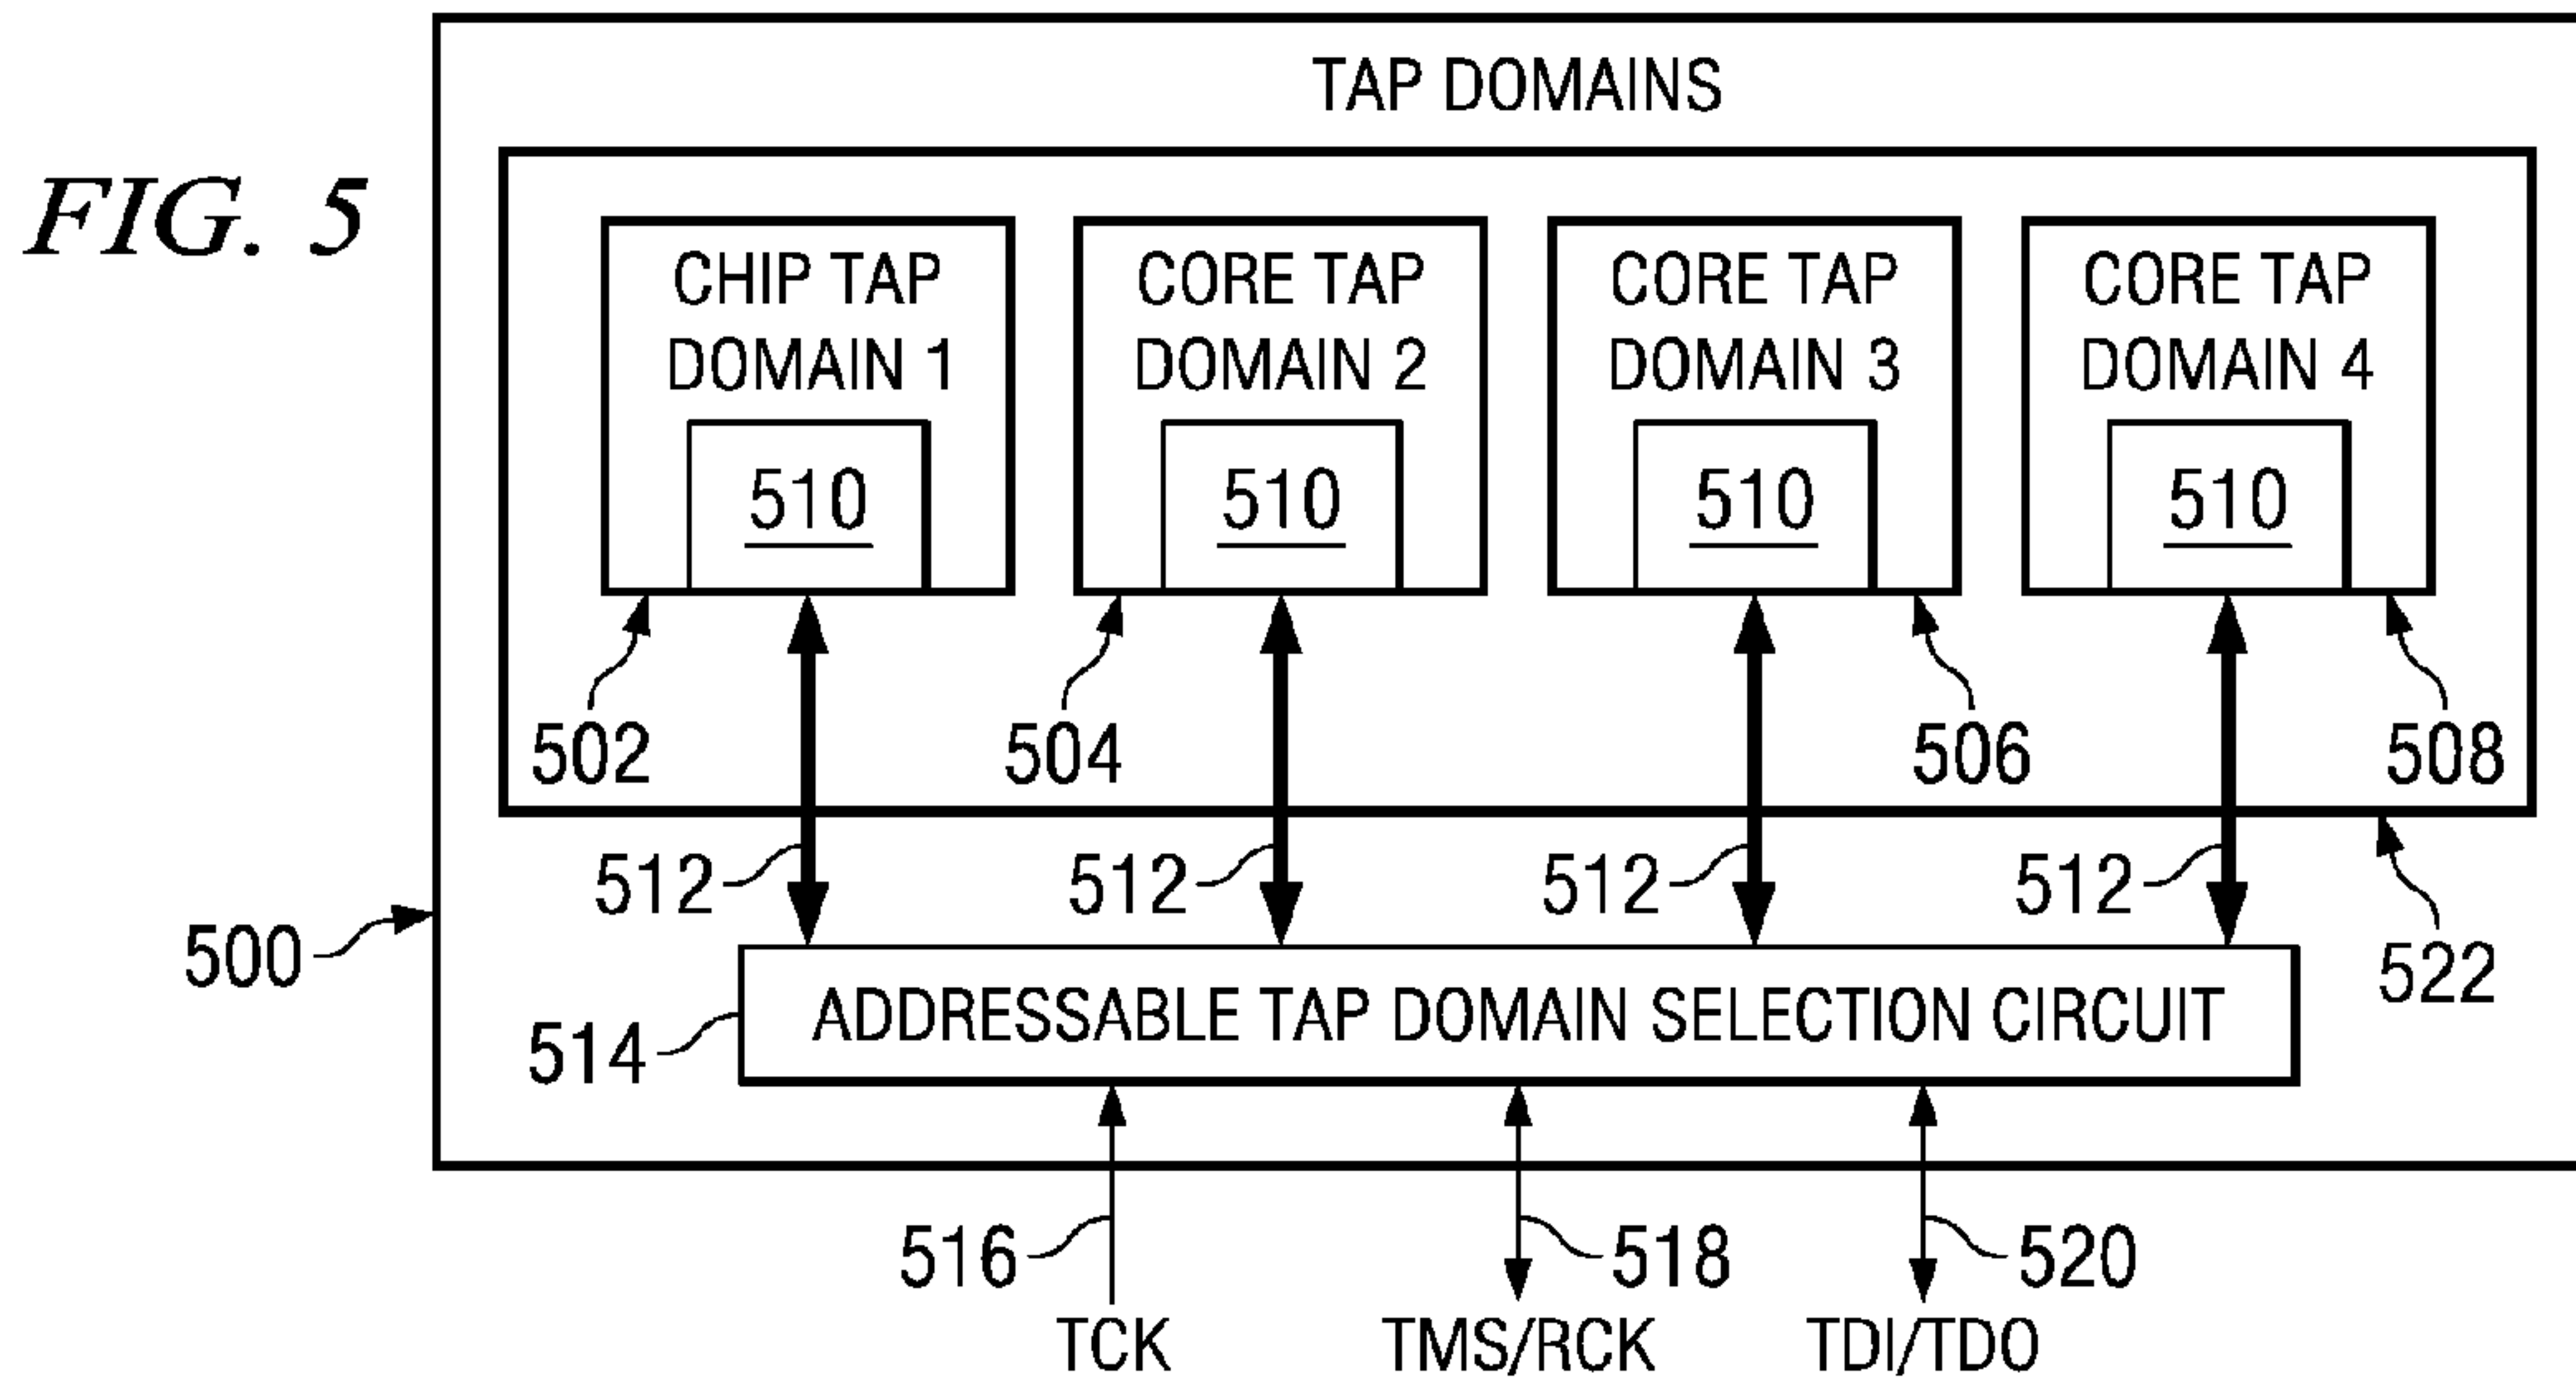 FIG. 5
TAP DOMAINS
CHIP TAP
DOMAIN 1
510
CORE TAP
DOMAIN 2
510
CORE TAP
DOMAIN 3
510
CORE TAP
DOMAIN 4
510
502
504
506
508
512
512
512
512
500
522
514
ADDRESSABLE TAP DOMAIN SELECTION CIRCUIT
516
518
520
TCK
TMS/RCK
TDI/TDO